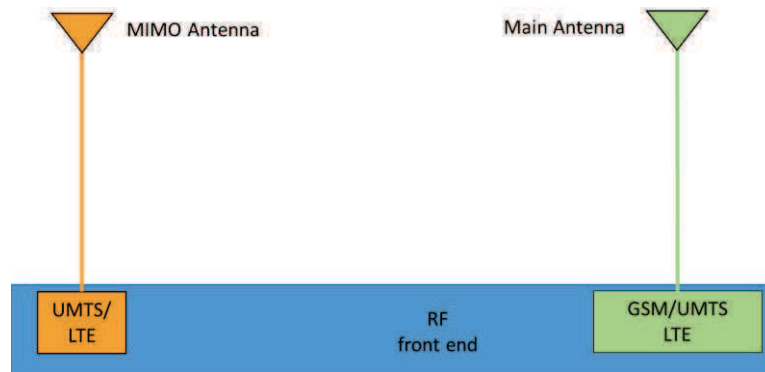 MIMO Antenna
Main Antenna
UMTS/
LTE
RF
front end
GSM/UMTS
LTE